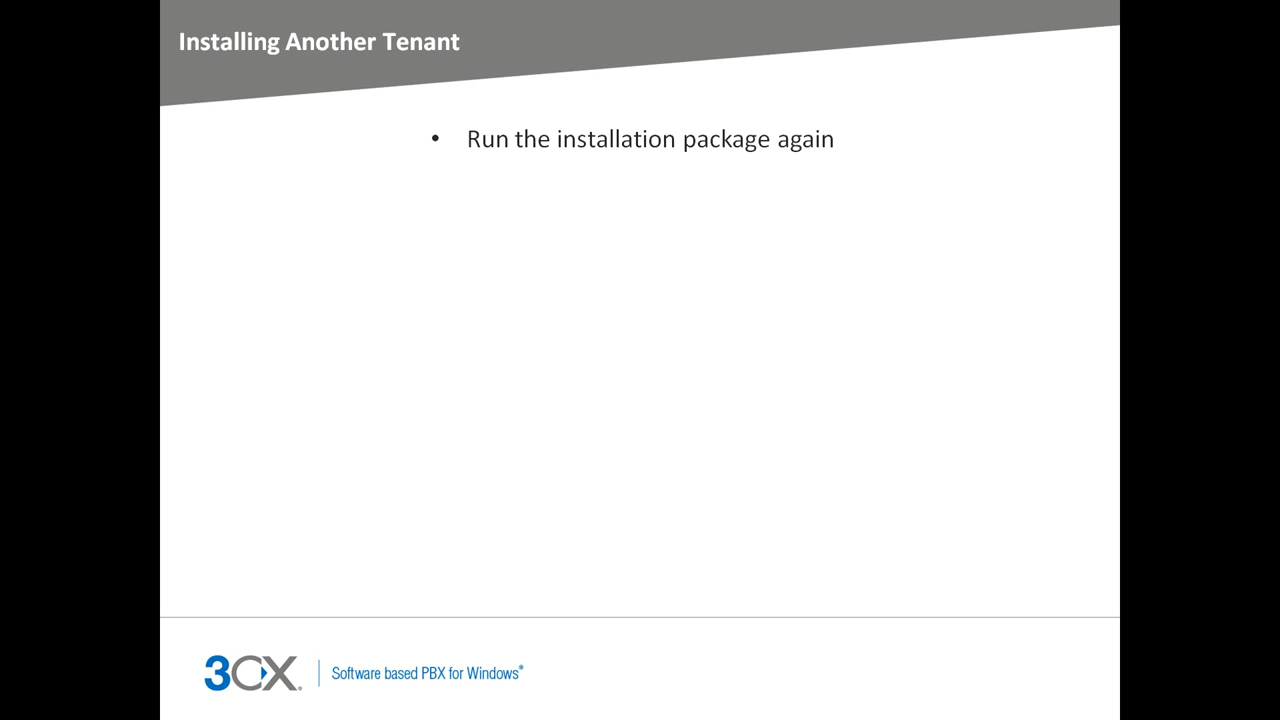 Installing Another Tenant
• Run the installation package again
3CX® Software based PBX for Windows®